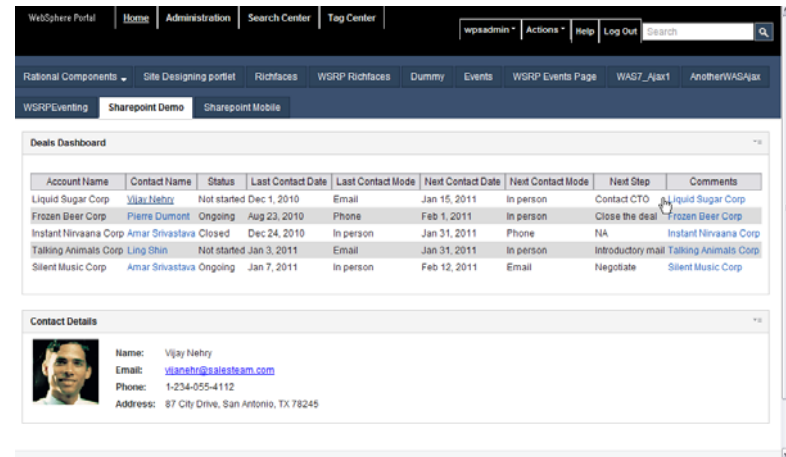 WebSphere Portal Home Administration Search Center Tag Center
wpsadmin Actions Help Log Out Search
Rational Components Site Designing portlet Richfaces WSRP Richfaces Dummy Events WSRP Events Page WAS7_Ajax1 AnotherWASAjax
WSRPEventing Sharepoint Demo Sharepoint Mobile
Deals Dashboard
Account Name Contact Name Status Last Contact Date Last Contact Mode Next Contact Date Next Contact Mode Next Step Comments
Liquid Sugar Corp Vijay Nehry Not started Dec 1, 2010 Email Jan 15, 2011 In person Contact CTO Liquid Sugar Corp
Frozen Beer Corp Pierre Dumont Ongoing Aug 23, 2010 Phone Feb 1, 2011 In person Close the deal Frozen Beer Corp
Instant Nirvaana Corp Amar Srivastava Closed Dec 24, 2010 In person Jan 31, 2011 Phone NA Instant Nirvaana Corp
Talking Animals Corp Ling Shin Not started Jan 3, 2011 Email Jan 31, 2011 In person Introductory mail Talking Animals Corp
Silent Music Corp Amar Srivastava Ongoing Jan 7, 2011 In person Feb 12, 2011 Email Negotiate Silent Music Corp
Contact Details
Name: Vijay Nehry
Email: vijanehr@salesteam.com
Phone: 1-234-055-4112
Address: 87 City Drive, San Antonio, TX 78245